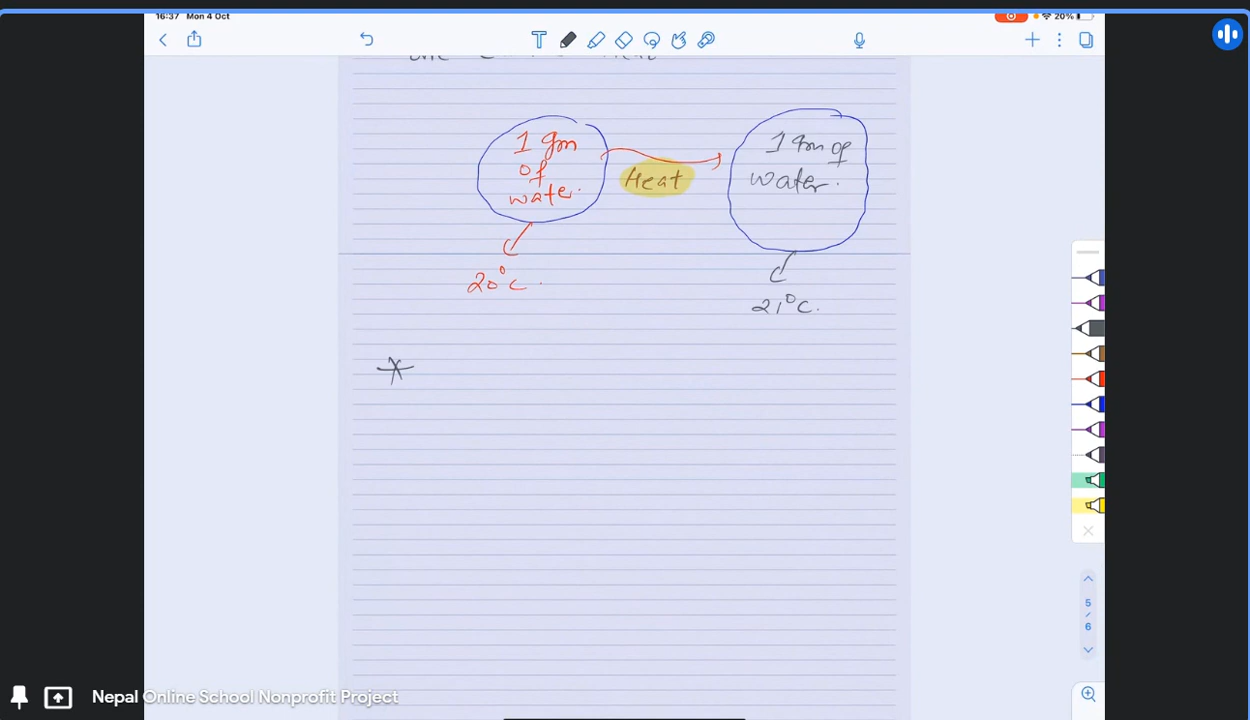 16:37 Mon 4 Oct
20%
1 gm
of
water.
Heat
1 gm of
water.
20°C.
21°C.
5
/
6
Nepal Online School Nonprofit Project